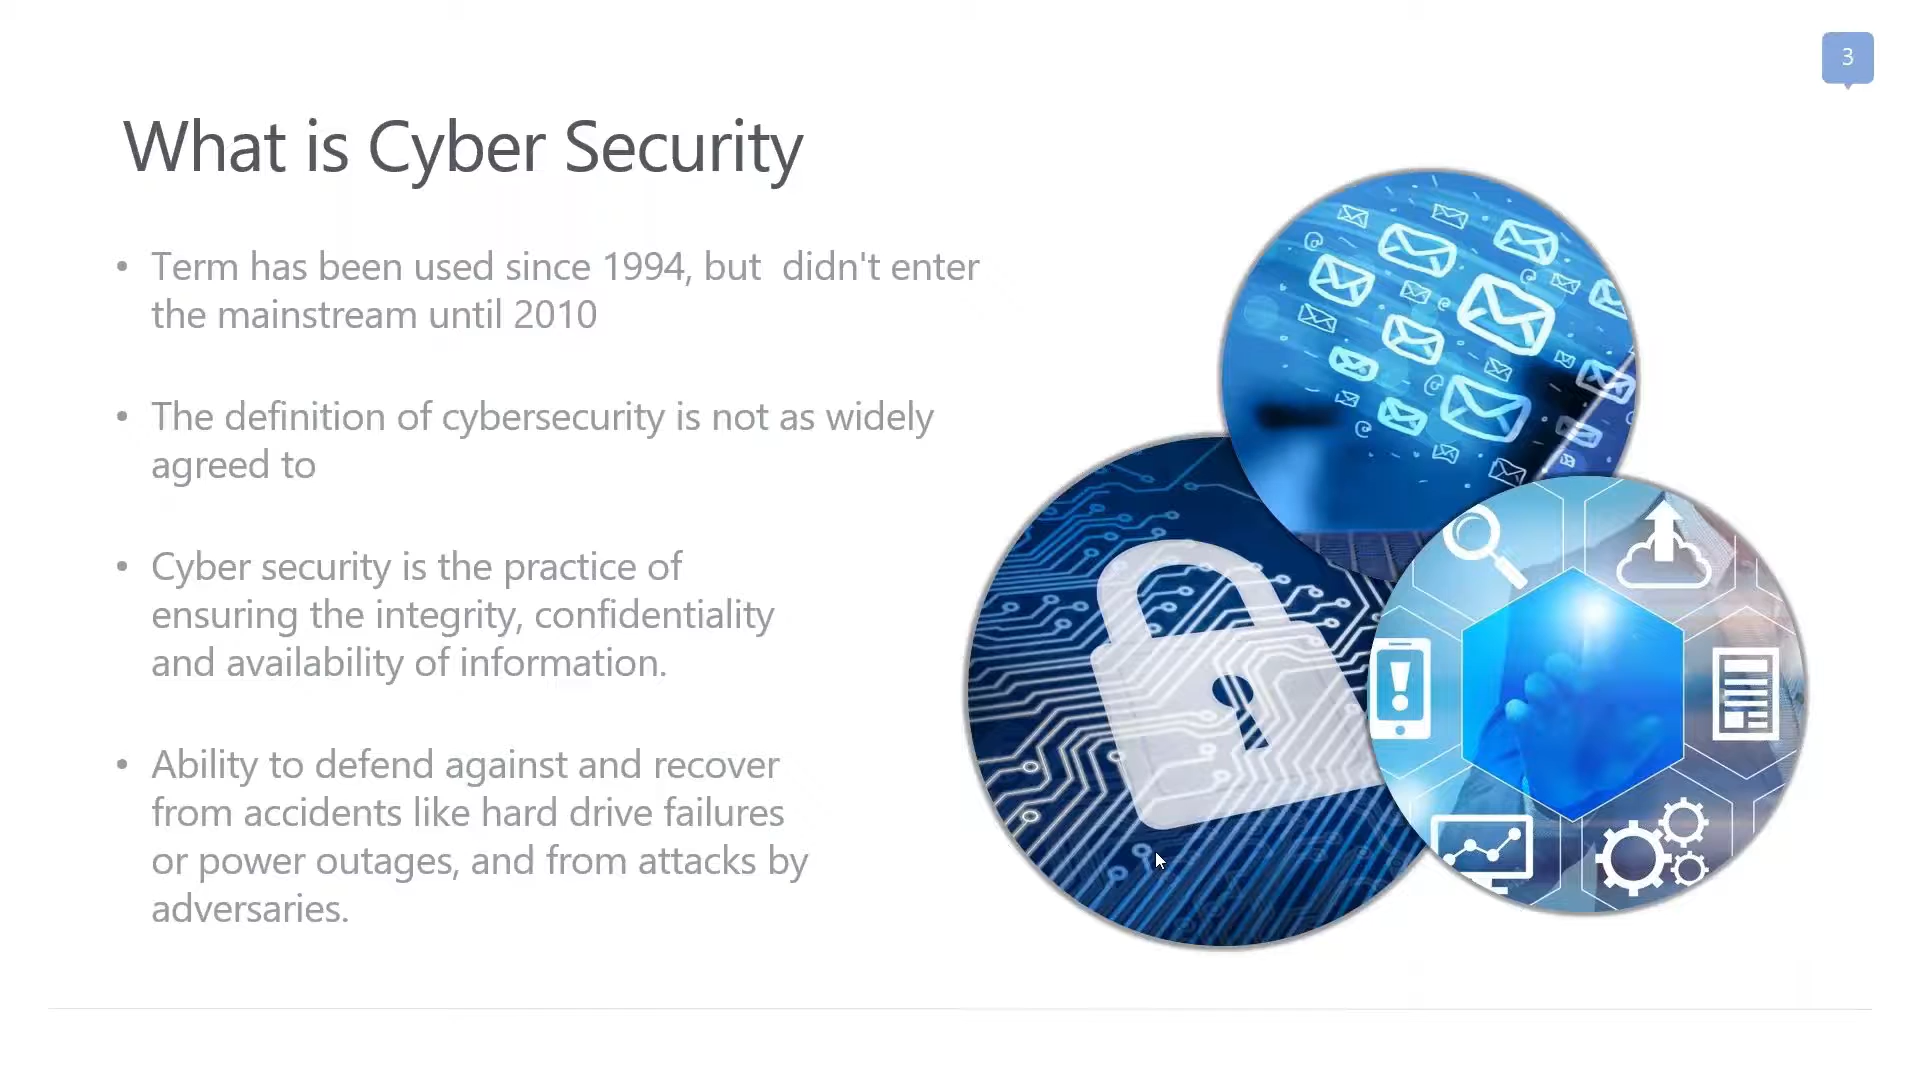 3
What is Cyber Security
• Term has been used since 1994, but  didn't enter
the mainstream until 2010
• The definition of cybersecurity is not as widely
agreed to
• Cyber security is the practice of
ensuring the integrity, confidentiality
and availability of information.
• Ability to defend against and recover
from accidents like hard drive failures
or power outages, and from attacks by
adversaries.